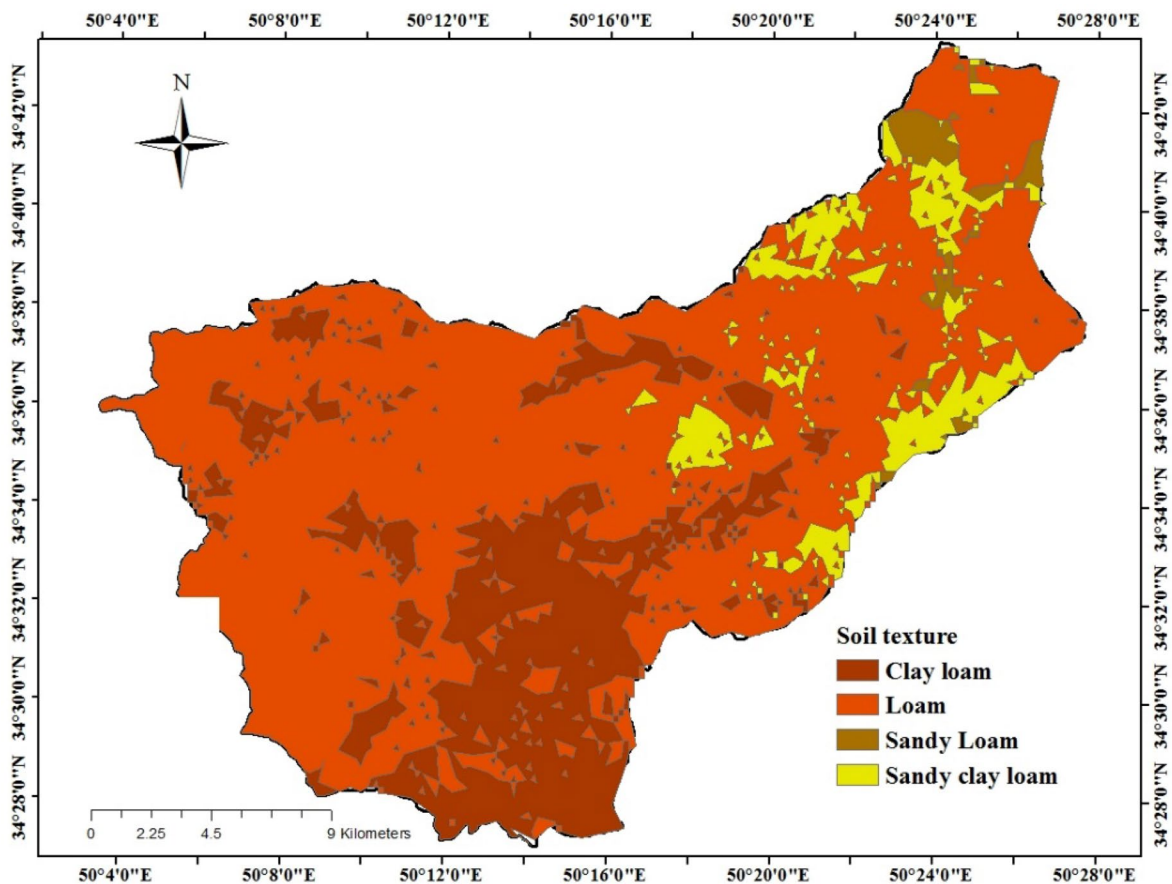 50°4'0"E 50°8'0"E 50°12'0"E 50°16'0"E 50°20'0"E 50°24'0"E 50°28'0"E
N
34°42'0"N 34°42'0"N
34°40'0"N 34°40'0"N
34°38'0"N 34°38'0"N
34°36'0"N 34°36'0"N
34°34'0"N 34°34'0"N
34°32'0"N 34°32'0"N
34°30'0"N 34°30'0"N
34°28'0"N 34°28'0"N
Soil texture
Clay loam
Loam
Sandy Loam
Sandy clay loam
0 2.25 4.5 9 Kilometers
50°4'0"E 50°8'0"E 50°12'0"E 50°16'0"E 50°20'0"E 50°24'0"E 50°28'0"E